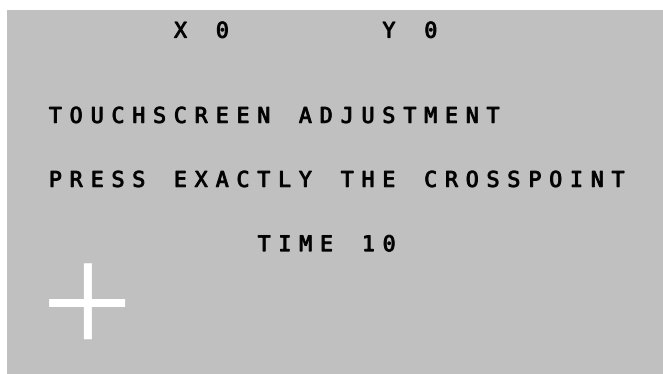 X 0 Y 0
TOUCHSCREEN ADJUSTMENT
PRESS EXACTLY THE CROSSPOINT
TIME 10